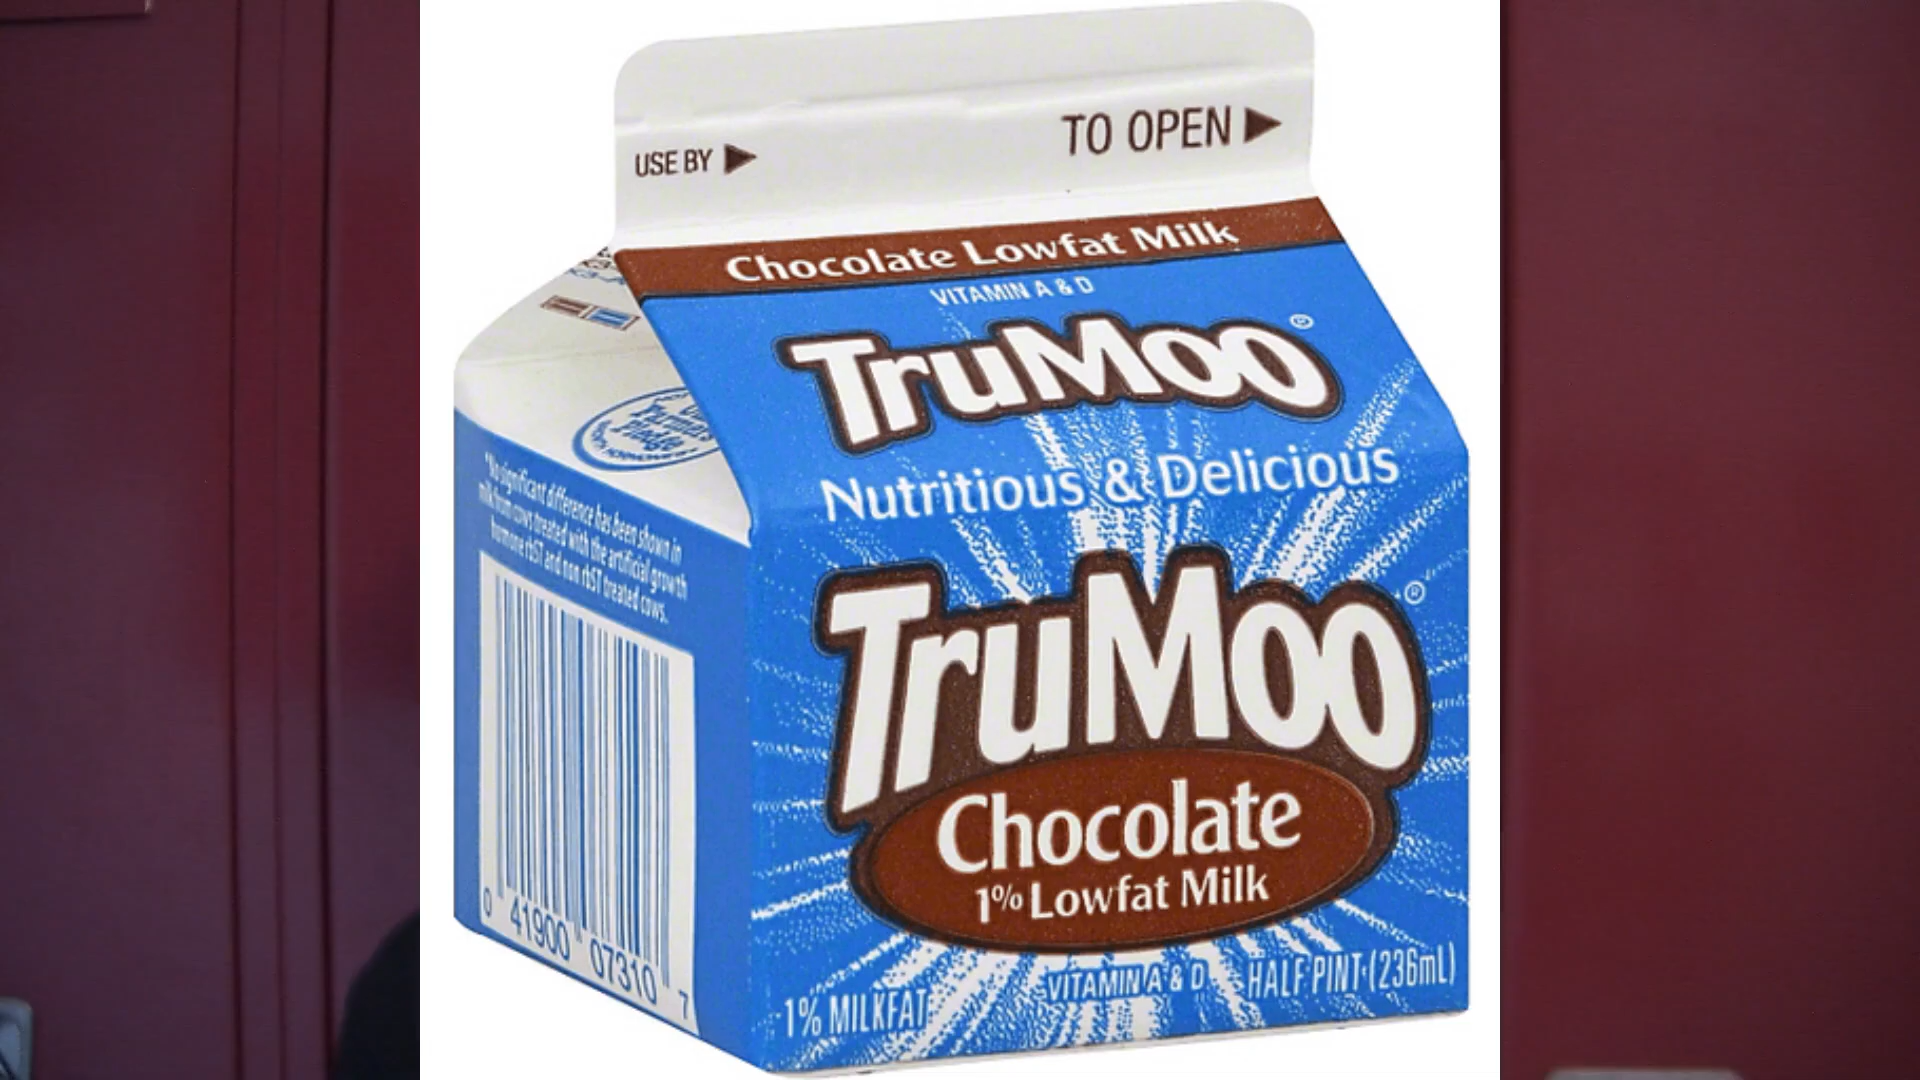 USE BY
TO OPEN
Chocolate Lowfat Milk
VITAMIN A & D
TruMoo®
Nutritious & Delicious
TruMoo®
Chocolate
1% Lowfat Milk
1% MILKFAT
VITAMIN A & D
HALF PINT (236mL)
*No significant difference has been shown in
milk from cows treated with the artificial growth
hormone rbST and non rbST treated cows.
0 41900 07310 7